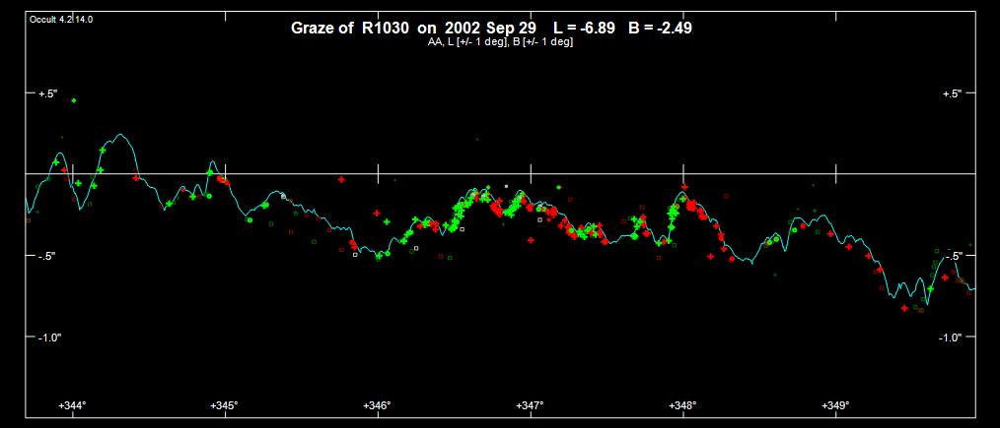 Occult 4.2.14.0
Graze of R1030 on 2002 Sep 29 L = -6.89 B = -2.49
AA, L [+/- 1 deg], B [+/- 1 deg]
+.5" +.5"
-.5" -.5"
-1.0" -1.0"
+344° +345° +346° +347° +348° +349°